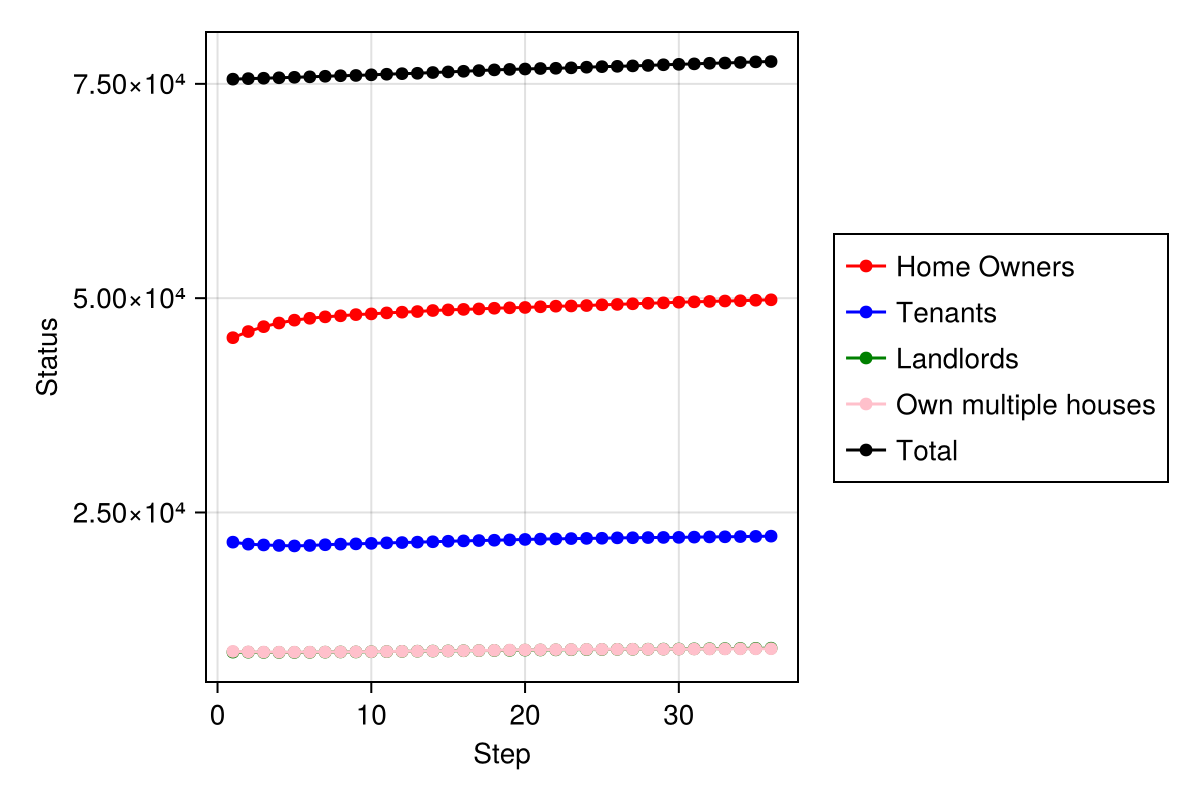 7.50×10⁴
5.00×10⁴
2.50×10⁴
Status
0 10 20 30
Step
Home Owners
Tenants
Landlords
Own multiple houses
Total